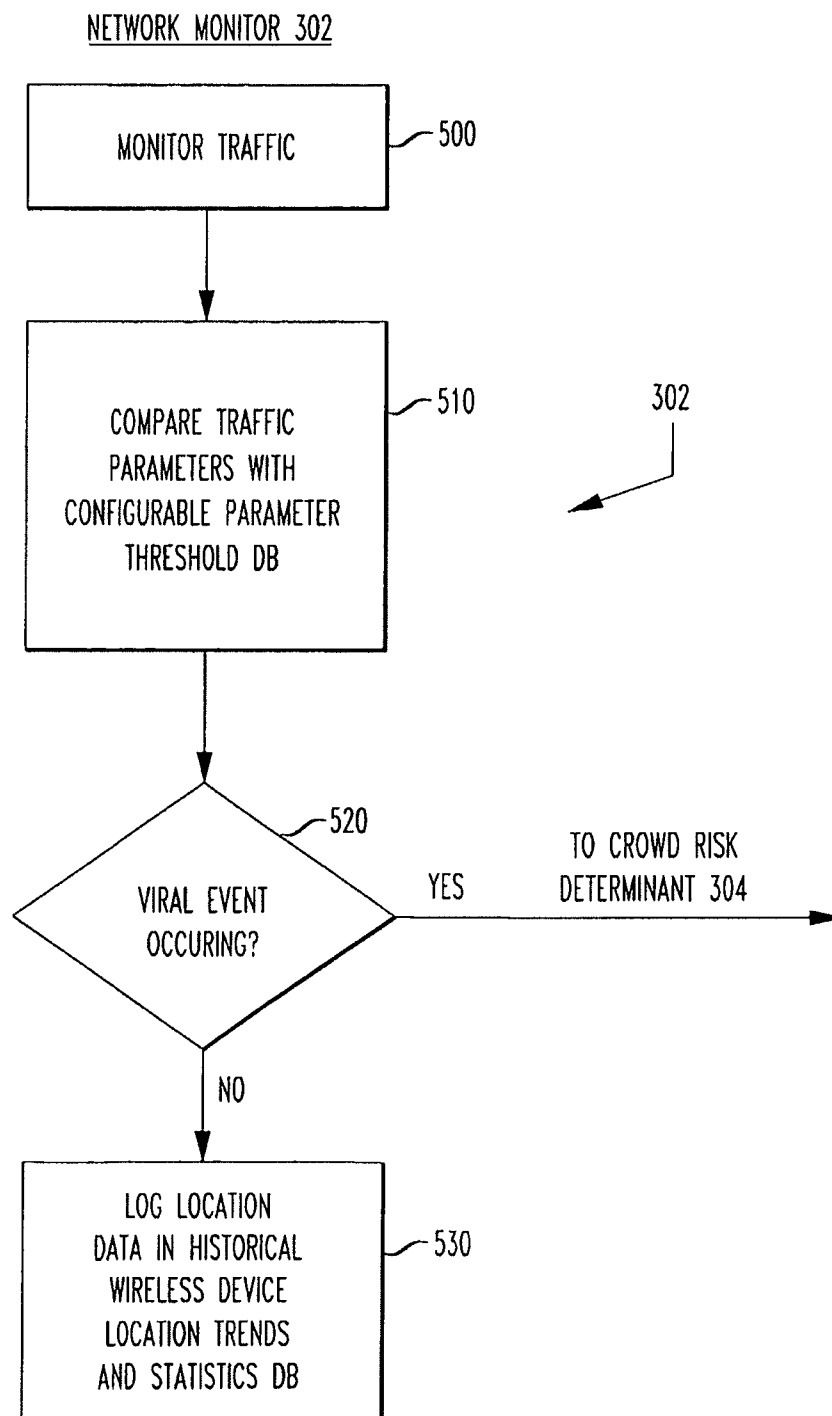 NETWORK MONITOR 302
MONITOR TRAFFIC
500
COMPARE TRAFFIC
PARAMETERS WITH
CONFIGURABLE PARAMETER
THRESHOLD DB
510
302
520
VIRAL EVENT
OCCURING?
YES
TO CROWD RISK
DETERMINANT 304
NO
LOG LOCATION
DATA IN HISTORICAL
WIRELESS DEVICE
LOCATION TRENDS
AND STATISTICS DB
530